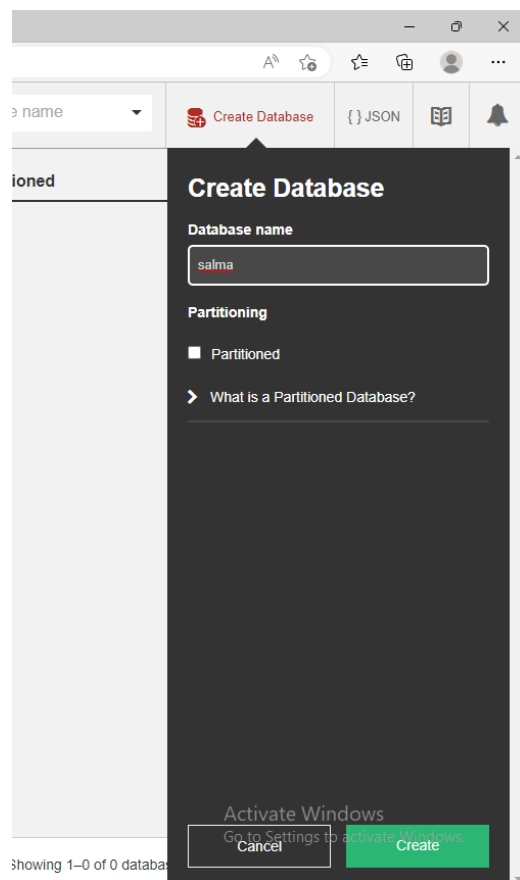 e name
Create Database
{ } JSON
ioned
Create Database
Database name
salma
Partitioning
Partitioned
What is a Partitioned Database?
Activate Windows
Go to Settings to activate Windows.
Cancel
Create
Showing 1–0 of 0 databa